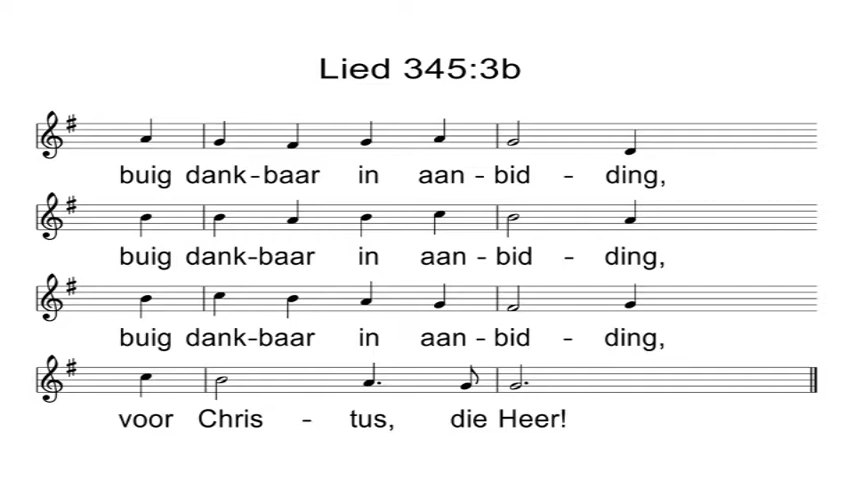 Lied 345:3b
buig dank-baar in aan-bid - ding,
buig dank-baar in aan-bid - ding,
buig dank-baar in aan-bid - ding,
voor Chris - tus, die Heer!